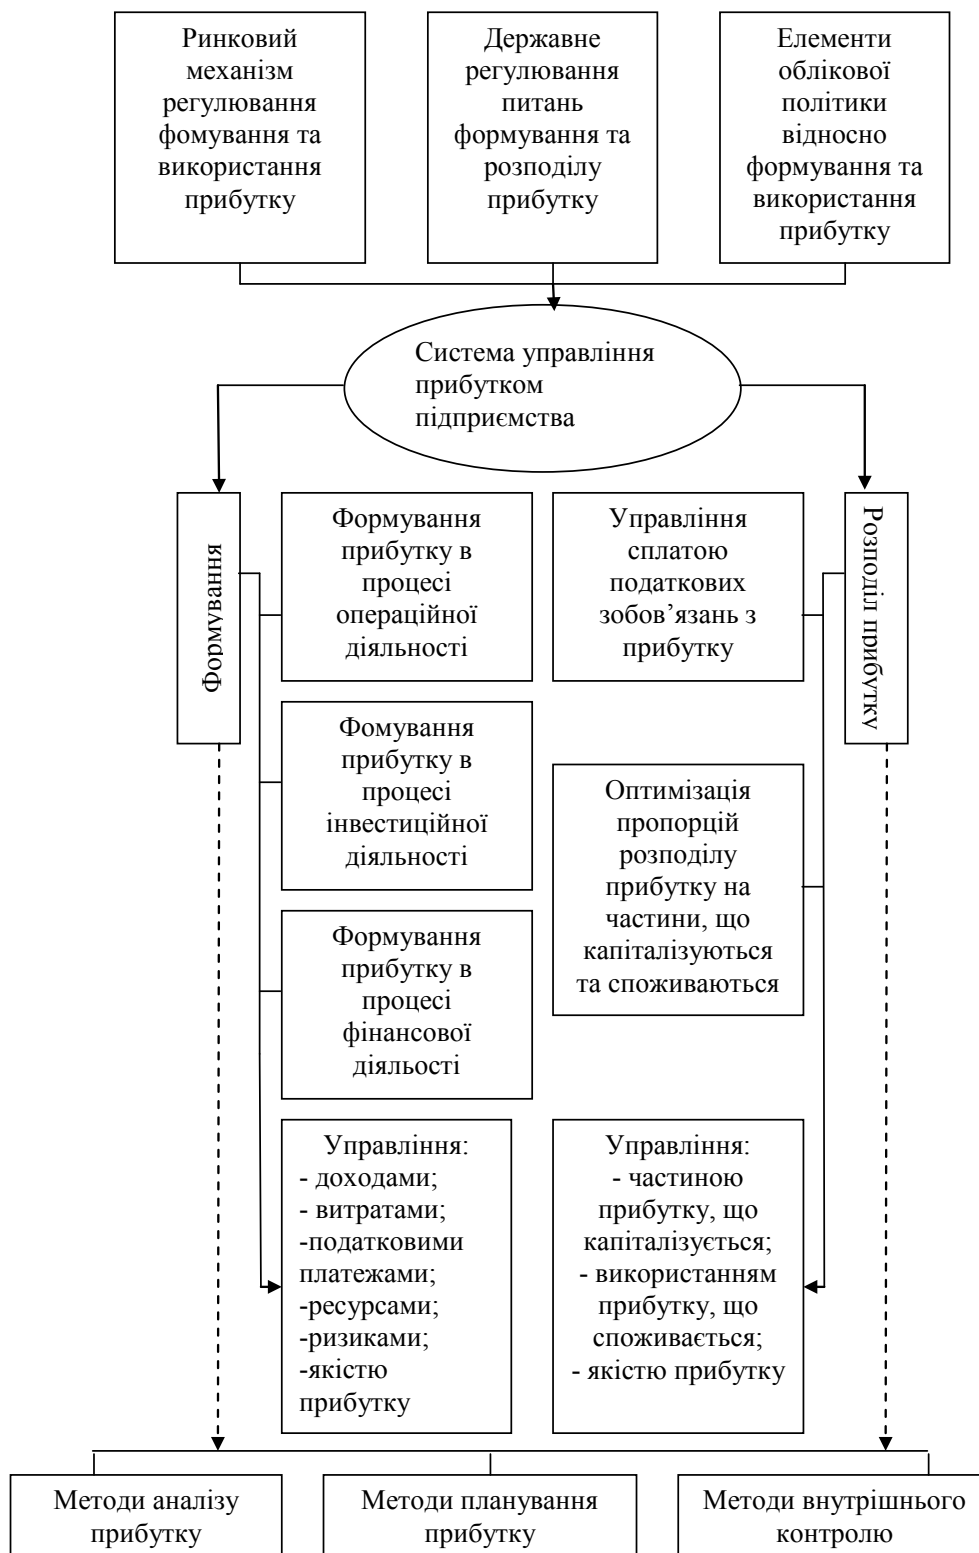 Ринковий
механізм
регулювання
фомування та
використання
прибутку
Державне
регулювання
питань
формування та
розподілу
прибутку
Елементи
облікової
політики
відносно
формування та
використання
прибутку
Система управління
прибутком
підприємства
Формування
Формування
прибутку в
процесі
операційної
діяльності
Управління
сплатою
податкових
зобов’язань з
прибутку
Розподіл прибутку
Фомування
прибутку в
процесі
інвестиційної
діяльності
Оптимізація
пропорцій
розподілу
прибутку на
частини, що
капіталізуються
та споживаються
Формування
прибутку в
процесі
фінансової
діяльості
Управління:
- доходами;
- витратами;
-податковими
платежами;
-ресурсами;
-ризиками;
-якістю
прибутку
Управління:
- частиною
прибутку, що
капіталізується;
- використанням
прибутку, що
споживається;
- якістю прибутку
Методи аналізу
прибутку
Методи планування
прибутку
Методи внутрішнього
контролю